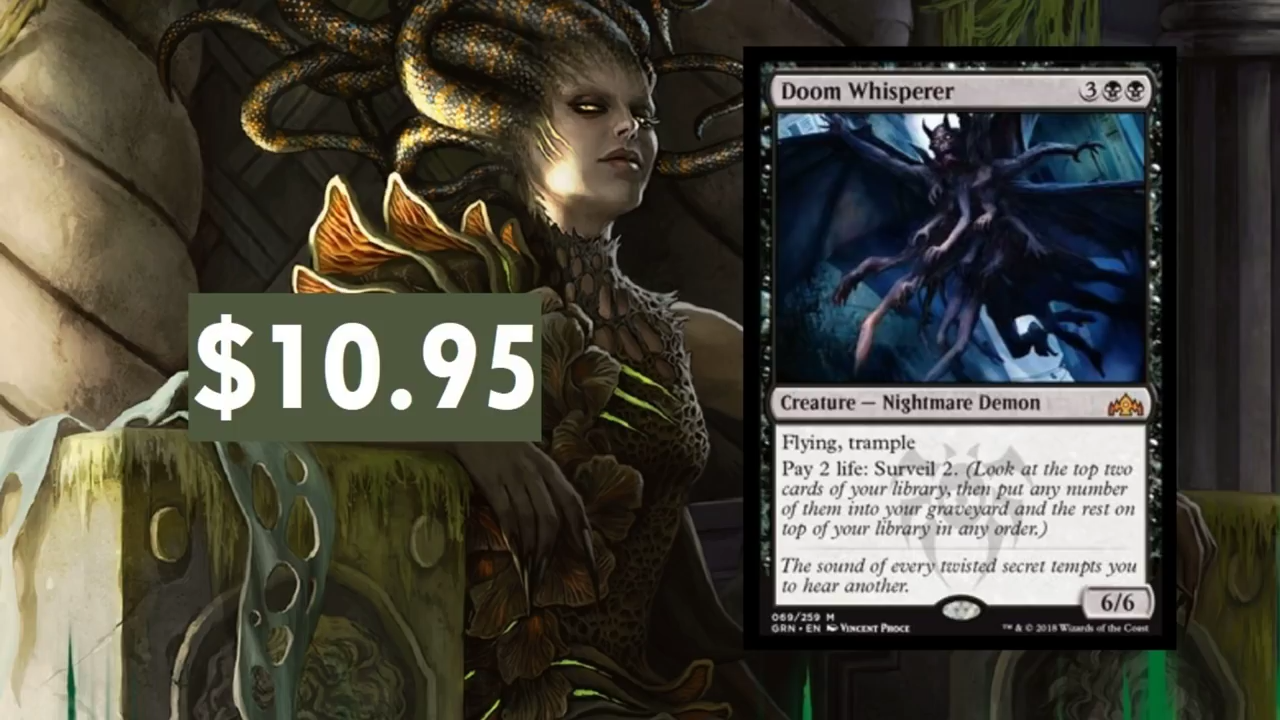 $10.95
Doom Whisperer 3
Creature — Nightmare Demon
Flying, trample
Pay 2 life: Surveil 2. (Look at the top two
cards of your library, then put any number
of them into your graveyard and the rest on
top of your library in any order.)
The sound of every twisted secret tempts you
to hear another.
6/6
069/259 M
GRN • EN VINCENT PROCE
™ & © 2018 Wizards of the Coast